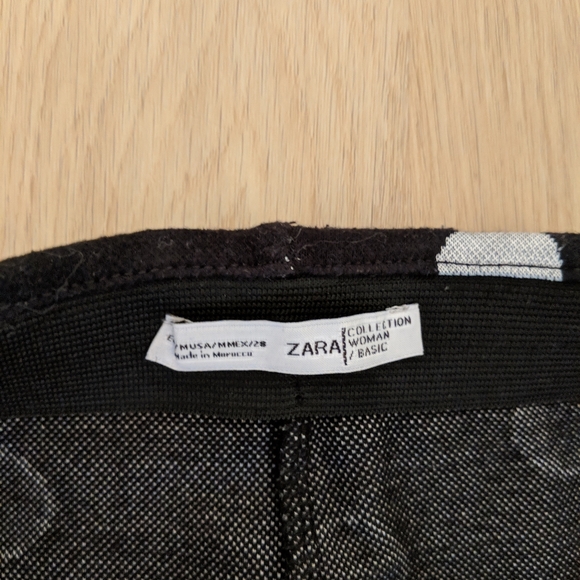 /MUSA/MMEX/28
Made in Morocco
ZARA
COLLECTION
WOMAN
/ BASIC